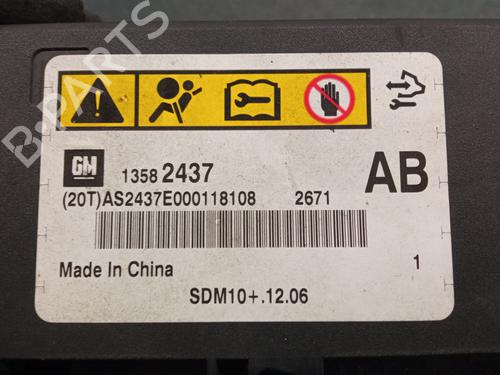 B-PARTS
GM
1358 2437
AB
(20T)AS2437E000118108 2671
Made In China
1
SDM10+.12.06